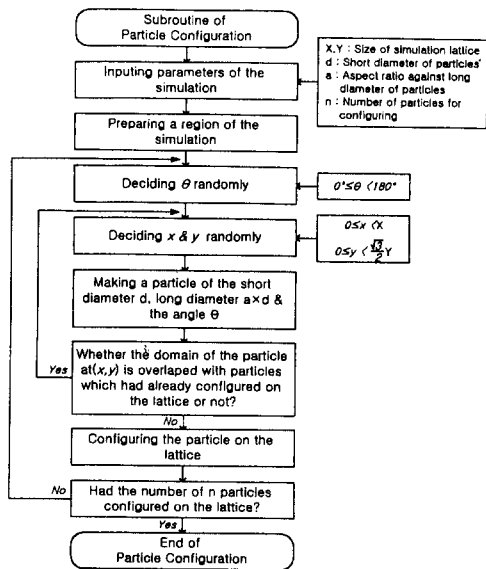 Subroutine of
Particle Configuration
Inputing parameters of the
simulation
X,Y : Size of simulation lattice
d : Short diameter of particles'
a : Aspect ratio against long
diameter of particles
n : Number of particles for
configuring
Preparing a region of the
simulation
Deciding θ randomly
0°≤θ<180°
Deciding x & y randomly
0≤x<X
0≤y<√3/2 Y
Making a particle of the short
diameter d, long diameter a×d &
the angle θ
Yes
Whether the domain of the particle
at(x,y) is overlaped with particles
which had already configured on
the lattice or not?
No
Configuring the particle on the
lattice
No
Had the number of n particles
configured on the lattice?
Yes
End of
Particle Configuration